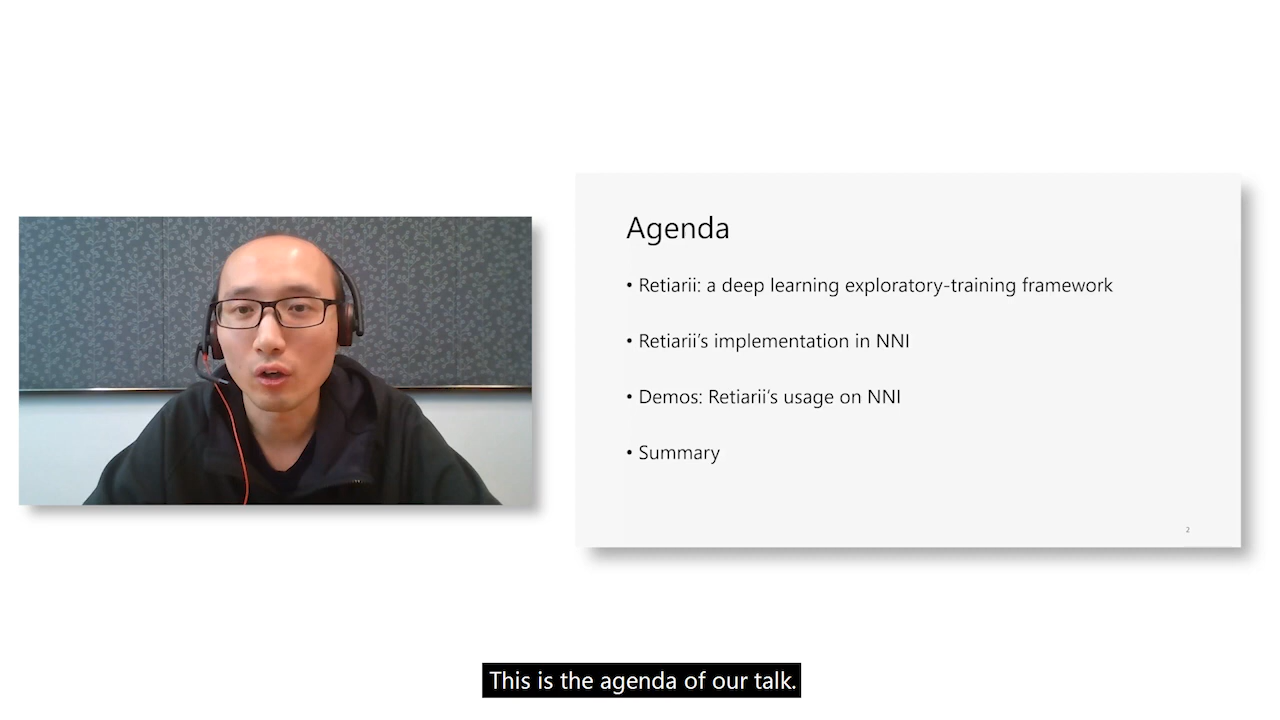 Agenda
• Retiarii: a deep learning exploratory-training framework
• Retiarii's implementation in NNI
• Demos: Retiarii's usage on NNI
• Summary
2
This is the agenda of our talk.